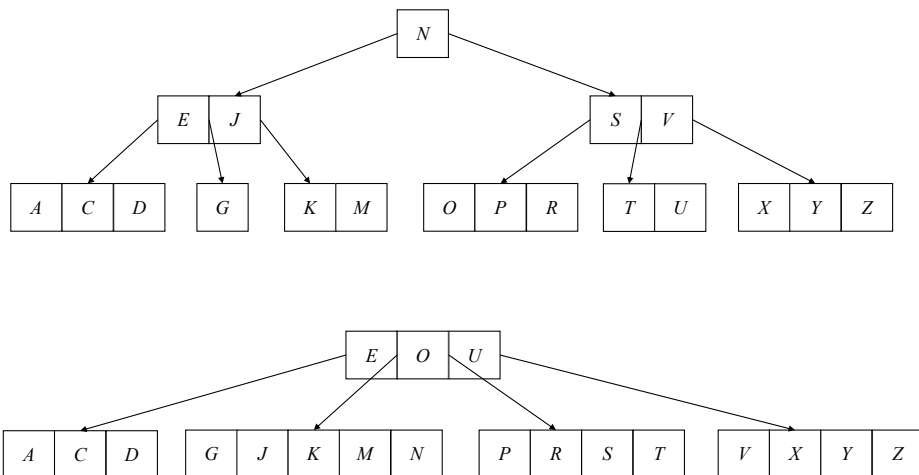 N
E J S V
A C D G K M O P R T U X Y Z
E O U
A C D G J K M N P R S T V X Y Z